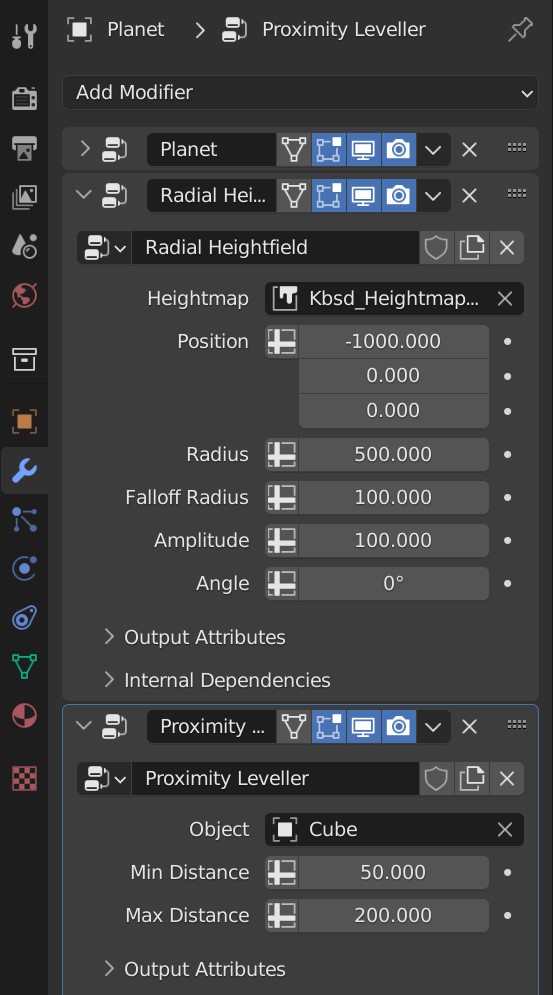 Planet > Proximity Leveller
Add Modifier
Planet
Radial Hei...
Radial Heightfield
Heightmap Kbsd_Heightmap...
Position -1000.000
0.000
0.000
Radius 500.000
Falloff Radius 100.000
Amplitude 100.000
Angle 0°
Output Attributes
Internal Dependencies
Proximity ...
Proximity Leveller
Object Cube
Min Distance 50.000
Max Distance 200.000
Output Attributes